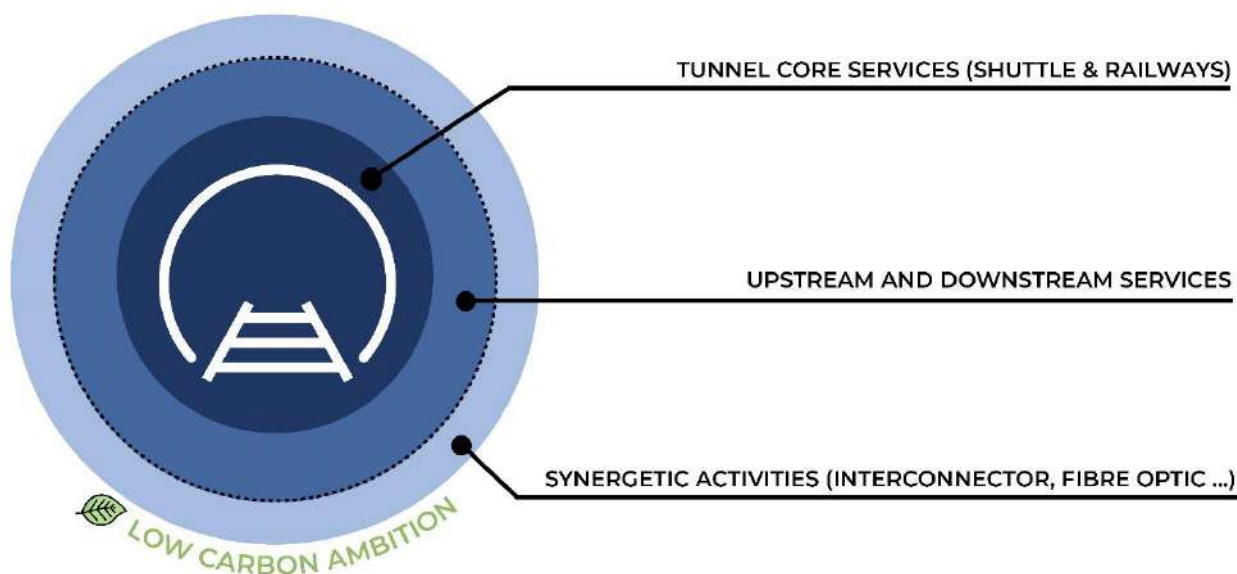 TUNNEL CORE SERVICES (SHUTTLE & RAILWAYS)
UPSTREAM AND DOWNSTREAM SERVICES
SYNERGETIC ACTIVITIES (INTERCONNECTOR, FIBRE OPTIC ...)
LOW CARBON AMBITION